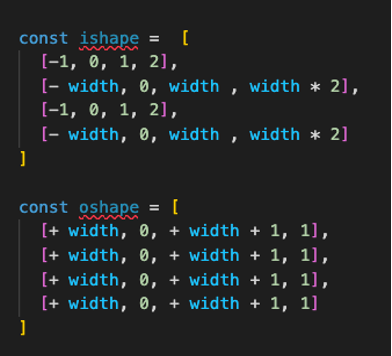 const ishape =  [
[-1, 0, 1, 2],
[- width, 0, width , width * 2],
[-1, 0, 1, 2],
[- width, 0, width , width * 2]
]
const oshape = [
[+ width, 0, + width + 1, 1],
[+ width, 0, + width + 1, 1],
[+ width, 0, + width + 1, 1],
[+ width, 0, + width + 1, 1]
]